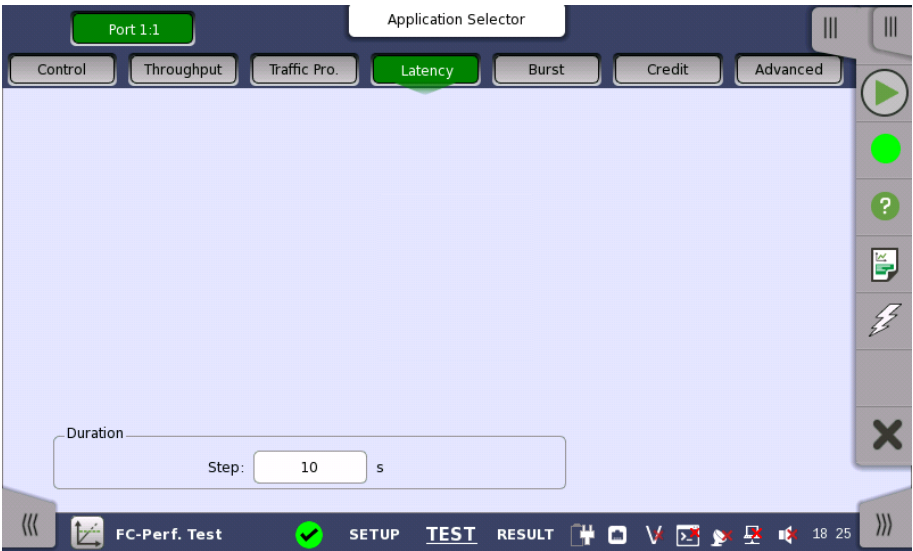 Application Selector
Port 1:1
Control Throughput Traffic Pro. Latency Burst Credit Advanced
?
Duration
Step: 10 s
FC-Perf. Test SETUP TEST RESULT 18 25